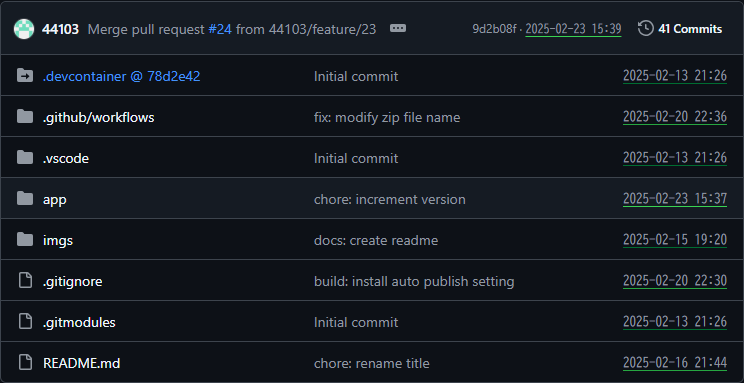 44103 Merge pull request #24 from 44103/feature/23 9d2b08f · 2025-02-23 15:39 41 Commits
.devcontainer @ 78d2e42 Initial commit 2025-02-13 21:26
.github/workflows fix: modify zip file name 2025-02-20 22:36
.vscode Initial commit 2025-02-13 21:26
app chore: increment version 2025-02-23 15:37
imgs docs: create readme 2025-02-15 19:20
.gitignore build: install auto publish setting 2025-02-20 22:30
.gitmodules Initial commit 2025-02-13 21:26
README.md chore: rename title 2025-02-16 21:44